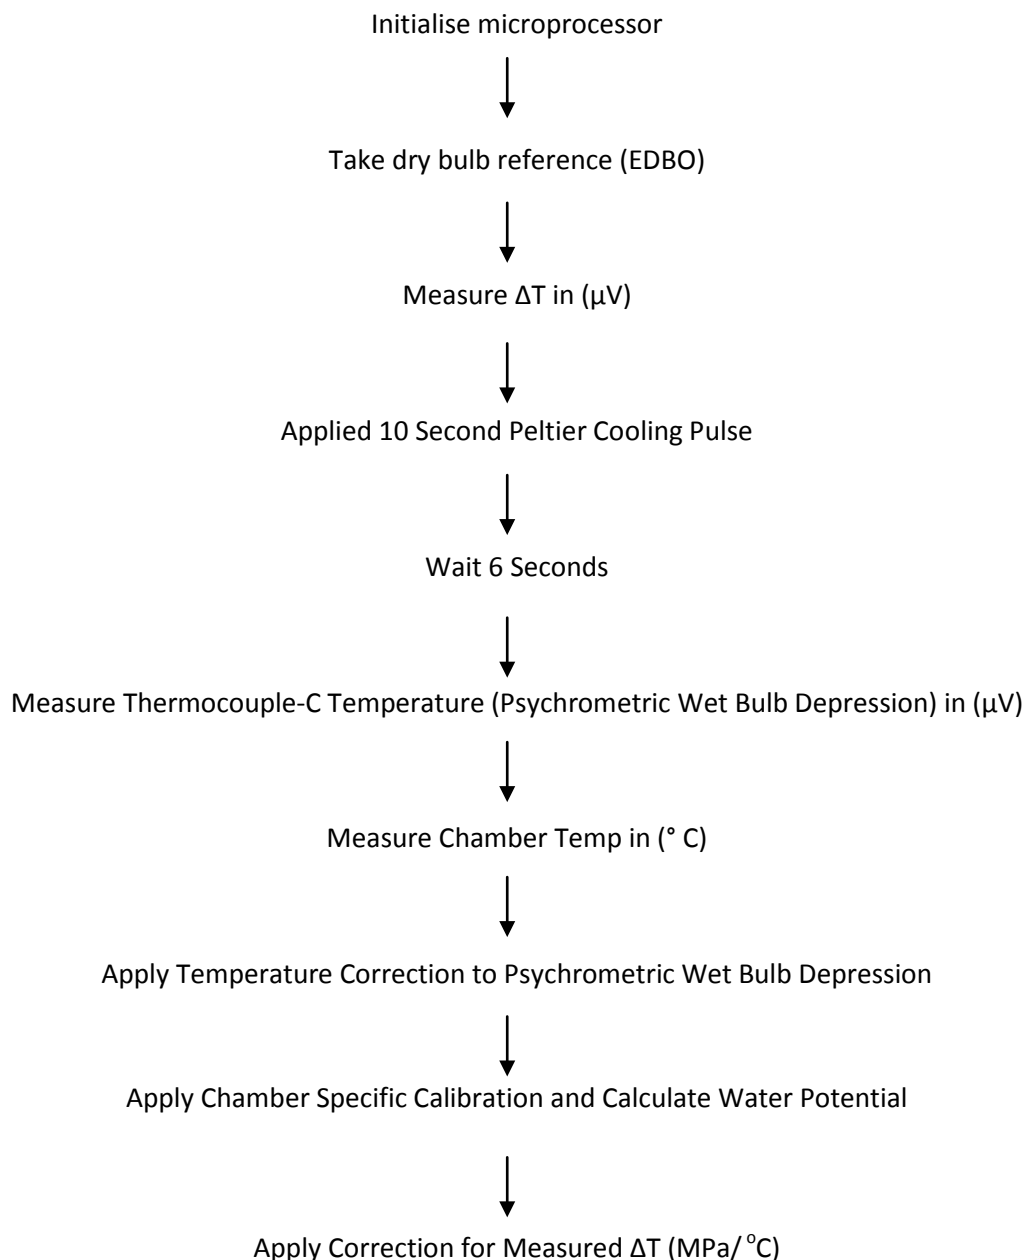 Initialise microprocessor
Take dry bulb reference (EDBO)
Measure ΔT in (µV)
Applied 10 Second Peltier Cooling Pulse
Wait 6 Seconds
Measure Thermocouple-C Temperature (Psychrometric Wet Bulb Depression) in (µV)
Measure Chamber Temp in (° C)
Apply Temperature Correction to Psychrometric Wet Bulb Depression
Apply Chamber Specific Calibration and Calculate Water Potential
Apply Correction for Measured ΔT (MPa/ °C)